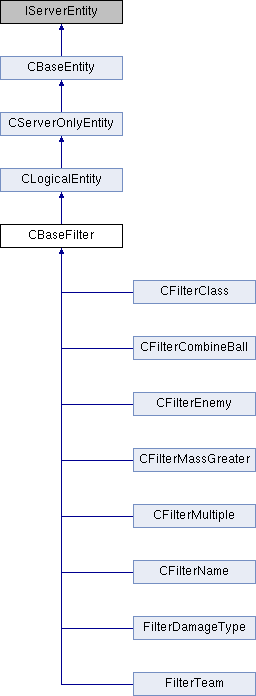 IServerEntity
CBaseEntity
CServerOnlyEntity
CLogicalEntity
CBaseFilter
CFilterClass
CFilterCombineBall
CFilterEnemy
CFilterMassGreater
CFilterMultiple
CFilterName
FilterDamageType
FilterTeam